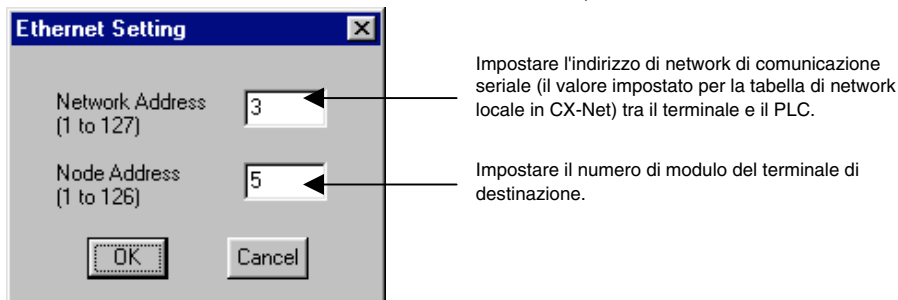 Ethernet Setting
Network Address
(1 to 127)
3
Node Address
(1 to 126)
5
OK
Cancel
Impostare l'indirizzo di network di comunicazione
seriale (il valore impostato per la tabella di network
locale in CX-Net) tra il terminale e il PLC.
Impostare il numero di modulo del terminale di
destinazione.